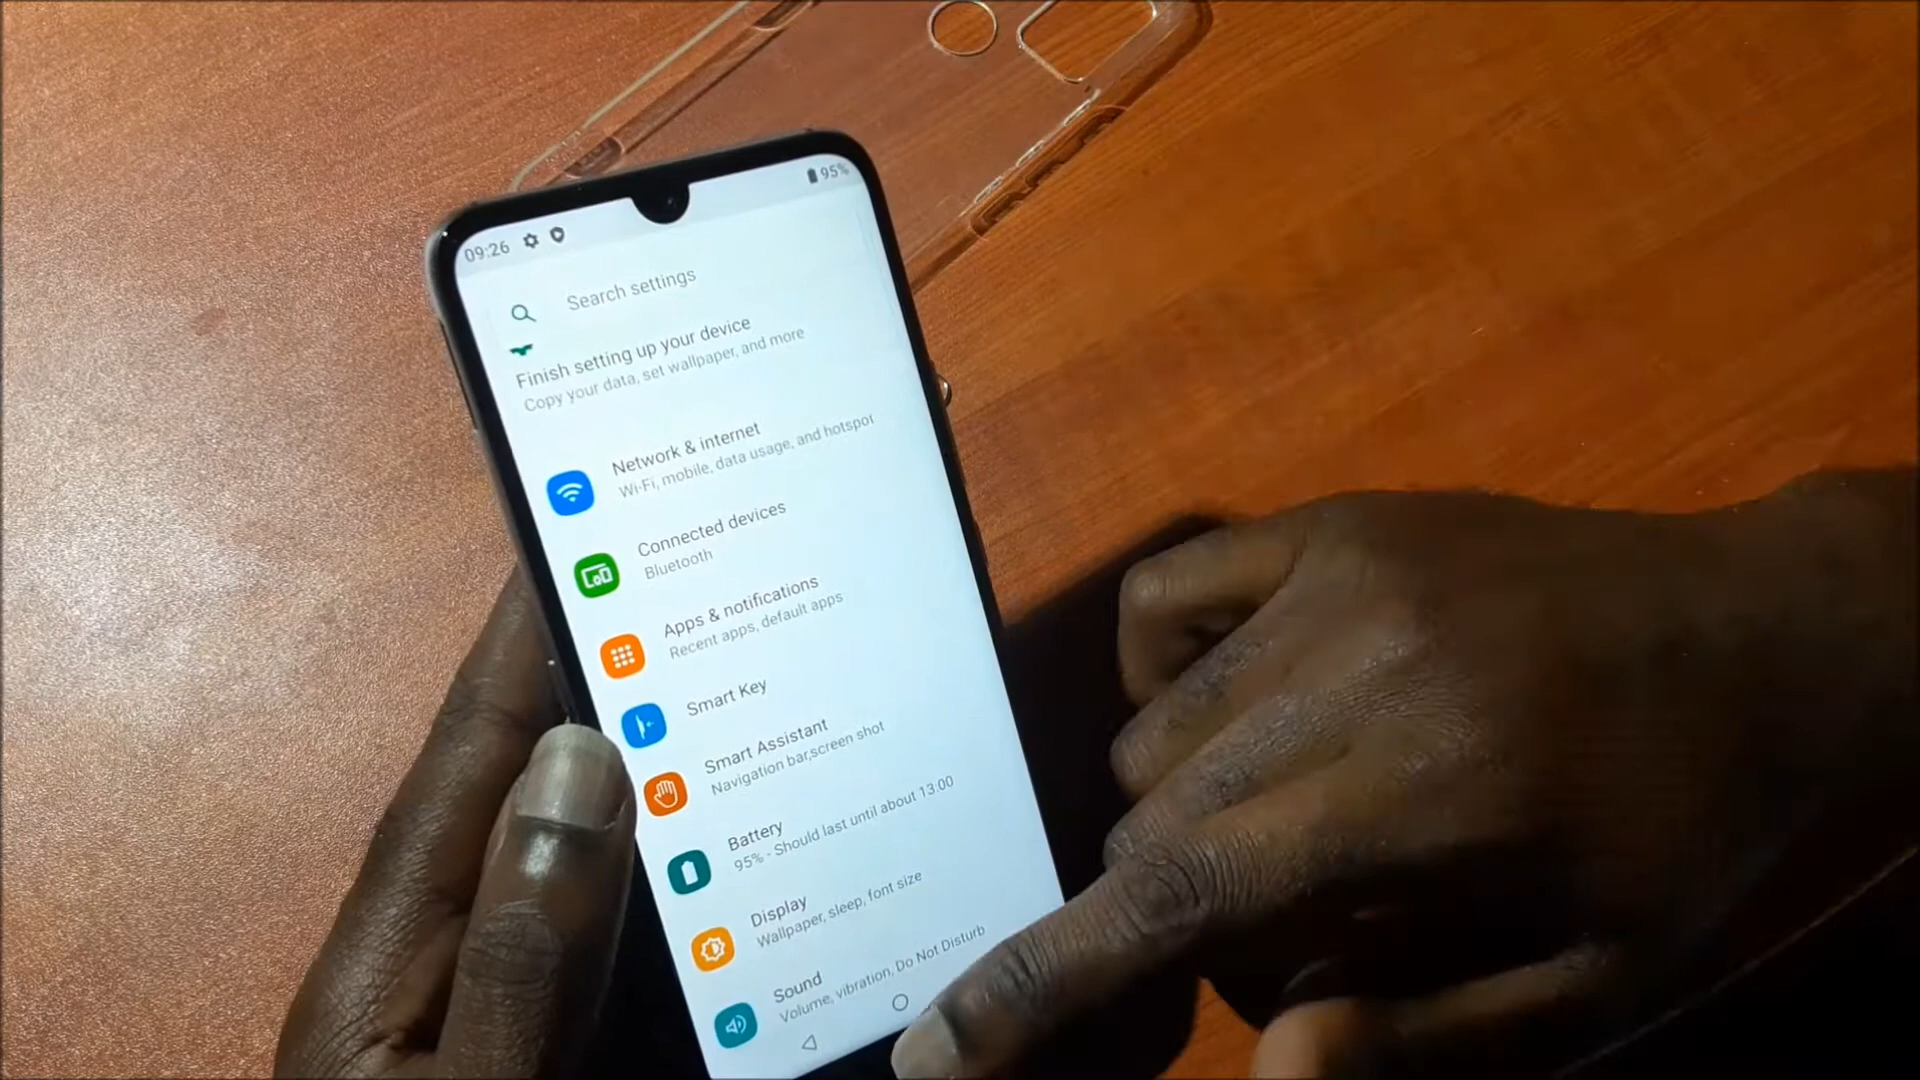 09:26
95%
Search settings
Finish setting up your device
Copy your data, set wallpaper, and more
Network & internet
Wi-Fi, mobile, data usage, and hotspot
Connected devices
Bluetooth
Apps & notifications
Recent apps, default apps
Smart Key
Smart Assistant
Navigation bar,screen shot
Battery
95% - Should last until about 13:00
Display
Wallpaper, sleep, font size
Sound
Volume, vibration, Do Not Disturb